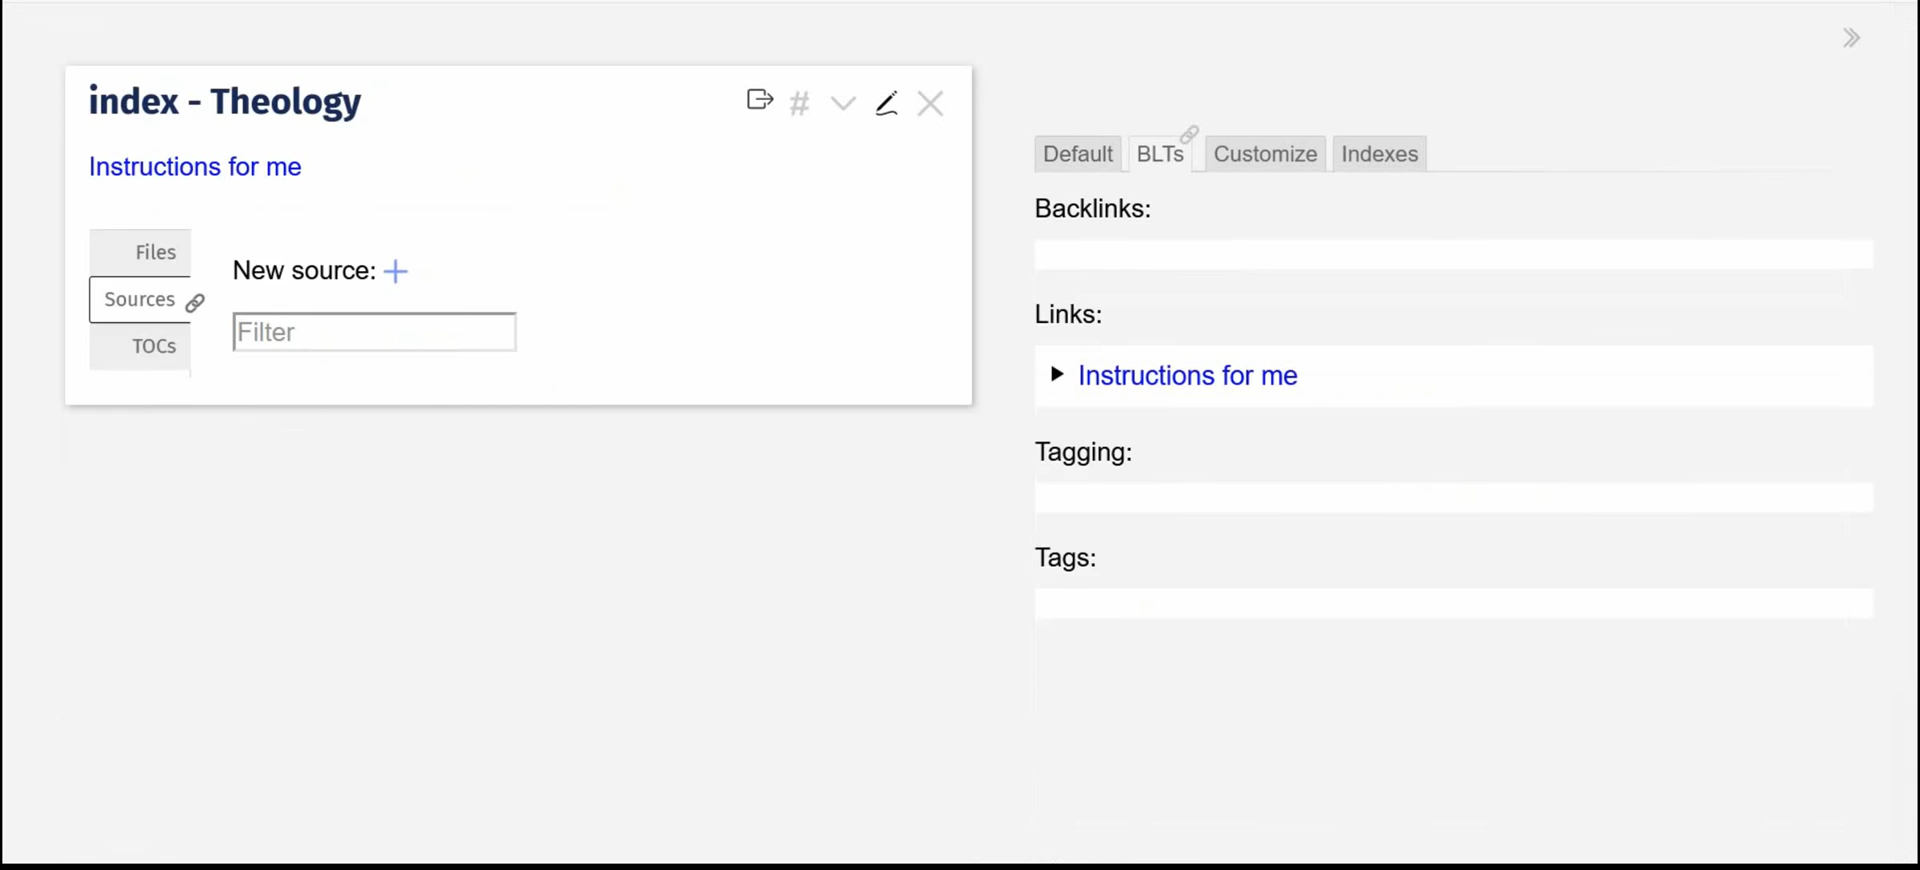 index - Theology
Instructions for me
Files
Sources
TOCs
New source:
Filter
Default BLTs Customize Indexes
Backlinks:
Links:
Instructions for me
Tagging:
Tags: